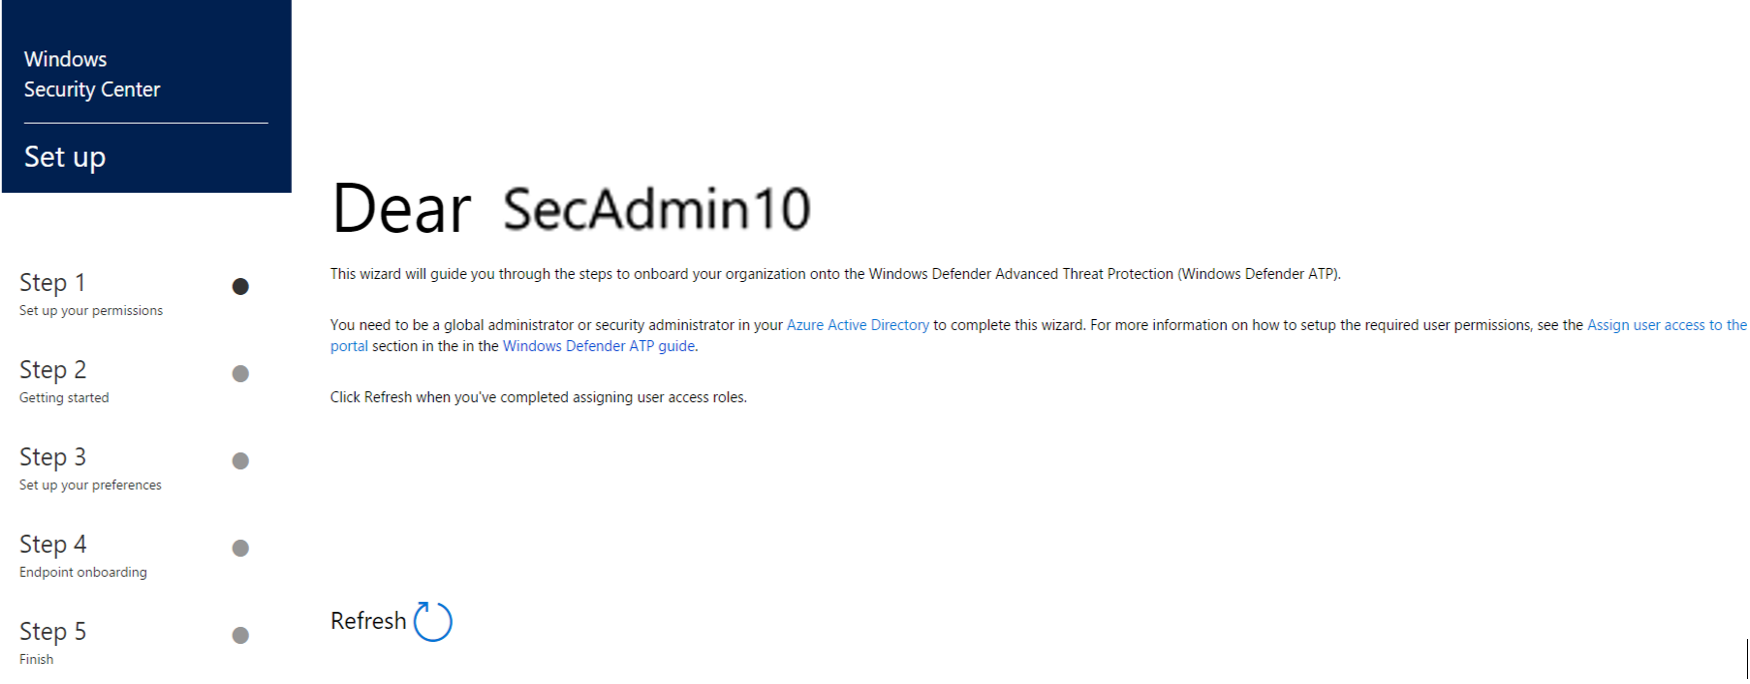 Windows
Security Center
Set up
Step 1
Set up your permissions
Step 2
Getting started
Step 3
Set up your preferences
Step 4
Endpoint onboarding
Step 5
Finish
Dear SecAdmin10
This wizard will guide you through the steps to onboard your organization onto the Windows Defender Advanced Threat Protection (Windows Defender ATP).
You need to be a global administrator or security administrator in your Azure Active Directory to complete this wizard. For more information on how to setup the required user permissions, see the Assign user access to the
portal section in the in the Windows Defender ATP guide.
Click Refresh when you've completed assigning user access roles.
Refresh